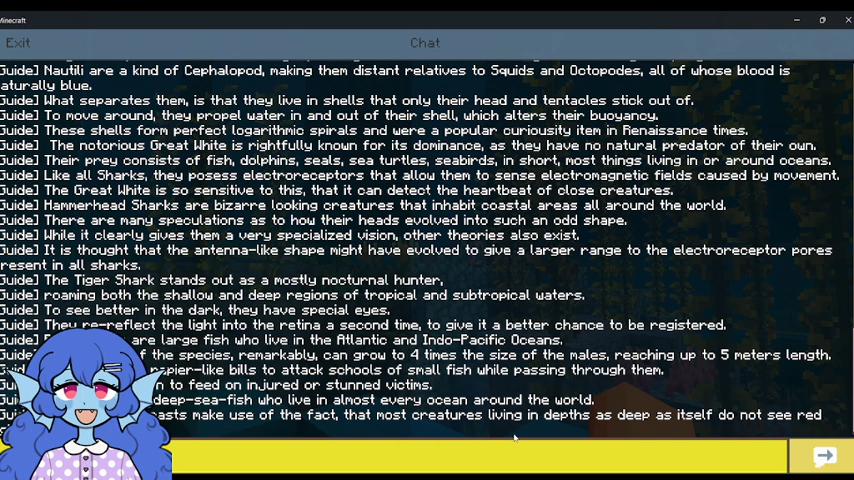 Minecraft
Exit
Chat
Guide] Nautili are a kind of Cephalopod, making them distant relatives to Squids and Octopodes, all of whose blood is
aturally blue.
Guide] What separates them, is that they live in shells that only their head and tentacles stick out of.
Guide] To move around, they propel water in and out of their shell, which alters their buoyancy.
Guide] These shells form perfect logarithmic spirals and were a popular curiousity item in Renaissance times.
Guide] The notorious Great White is rightfully known for its dominance, as they have no natural predator of their own.
Guide] Their prey consists of fish, dolphins, seals, sea turtles, seabirds, in short, most things living in or around oceans.
Guide] Like all Sharks, they posess electroreceptors that allow them to sense electromagnetic fields caused by movement.
Guide] The Great White is so sensitive to this, that it can detect the heartbeat of close creatures.
Guide] Hammerhead Sharks are bizarre looking creatures that inhabit coastal areas all around the world.
Guide] There are many speculations as to how their heads evolved into such an odd shape.
Guide] While it clearly gives them a very specialized vision, other theories also exist.
Guide] It is thought that the antenna-like shape might have evolved to give a larger range to the electroreceptor pores
resent in all sharks.
Guide] The Tiger Shark stands out as a mostly nocturnal hunter,
Guide] roaming both the shallow and deep regions of tropical and subtropical waters.
Guide] To see better in the dark, they have special eyes.
Guide] They re-reflect the light into the retina a second time, to give it a better chance to be registered.
Guide] are large fish who live in the Atlantic and Indo-Pacific Oceans.
Guide of the species, remarkably, can grow to 4 times the size of the males, reaching up to 5 meters length.
rapier-like bills to attack schools of small fish while passing through them.
to feed on injured or stunned victims.
deep-sea-fish who live in almost every ocean around the world.
make use of the fact, that most creatures living in depths as deep as itself do not see red